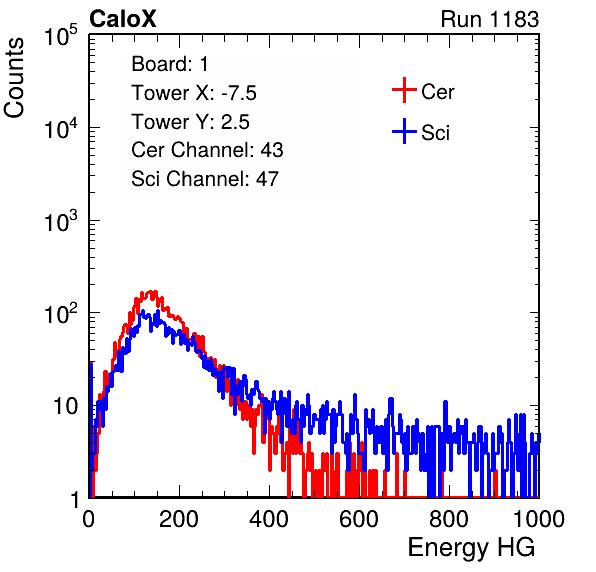 CaloX Run 1183
Counts
10^5
10^4
10^3
10^2
10
1
Board: 1
Tower X: -7.5
Tower Y: 2.5
Cer Channel: 43
Sci Channel: 47
Cer
Sci
0 200 400 600 800 1000
Energy HG